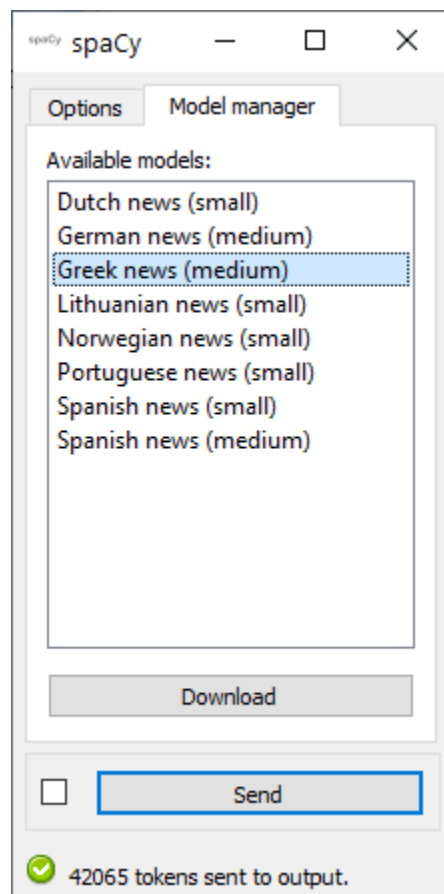 spaCy spaCy
Options Model manager
Available models:
Dutch news (small)
German news (medium)
Greek news (medium)
Lithuanian news (small)
Norwegian news (small)
Portuguese news (small)
Spanish news (small)
Spanish news (medium)
Download
Send
42065 tokens sent to output.